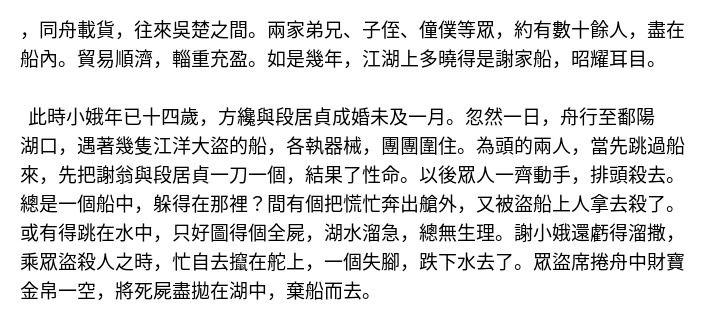 ，同舟載貨，往來吳楚之間。兩家弟兄、子侄、僮僕等眾，約有數十餘人，盡在
船內。貿易順濟，輜重充盈。如是幾年，江湖上多曉得是謝家船，昭耀耳目。
此時小娥年已十四歲，方纔與段居貞成婚未及一月。忽然一日，舟行至鄱陽
湖口，遇著幾隻江洋大盜的船，各執器械，團團圍住。為頭的兩人，當先跳過船
來，先把謝翁與段居貞一刀一個，結果了性命。以後眾人一齊動手，排頭殺去。
總是一個船中，躲得在那裡？間有個把慌忙奔出艙外，又被盜船上人拿去殺了。
或有得跳在水中，只好圖得個全屍，湖水溜急，總無生理。謝小娥還虧得溜撒，
乘眾盜殺人之時，忙自去攛在舵上，一個失腳，跌下水去了。眾盜席捲舟中財寶
金帛一空，將死屍盡拋在湖中，棄船而去。